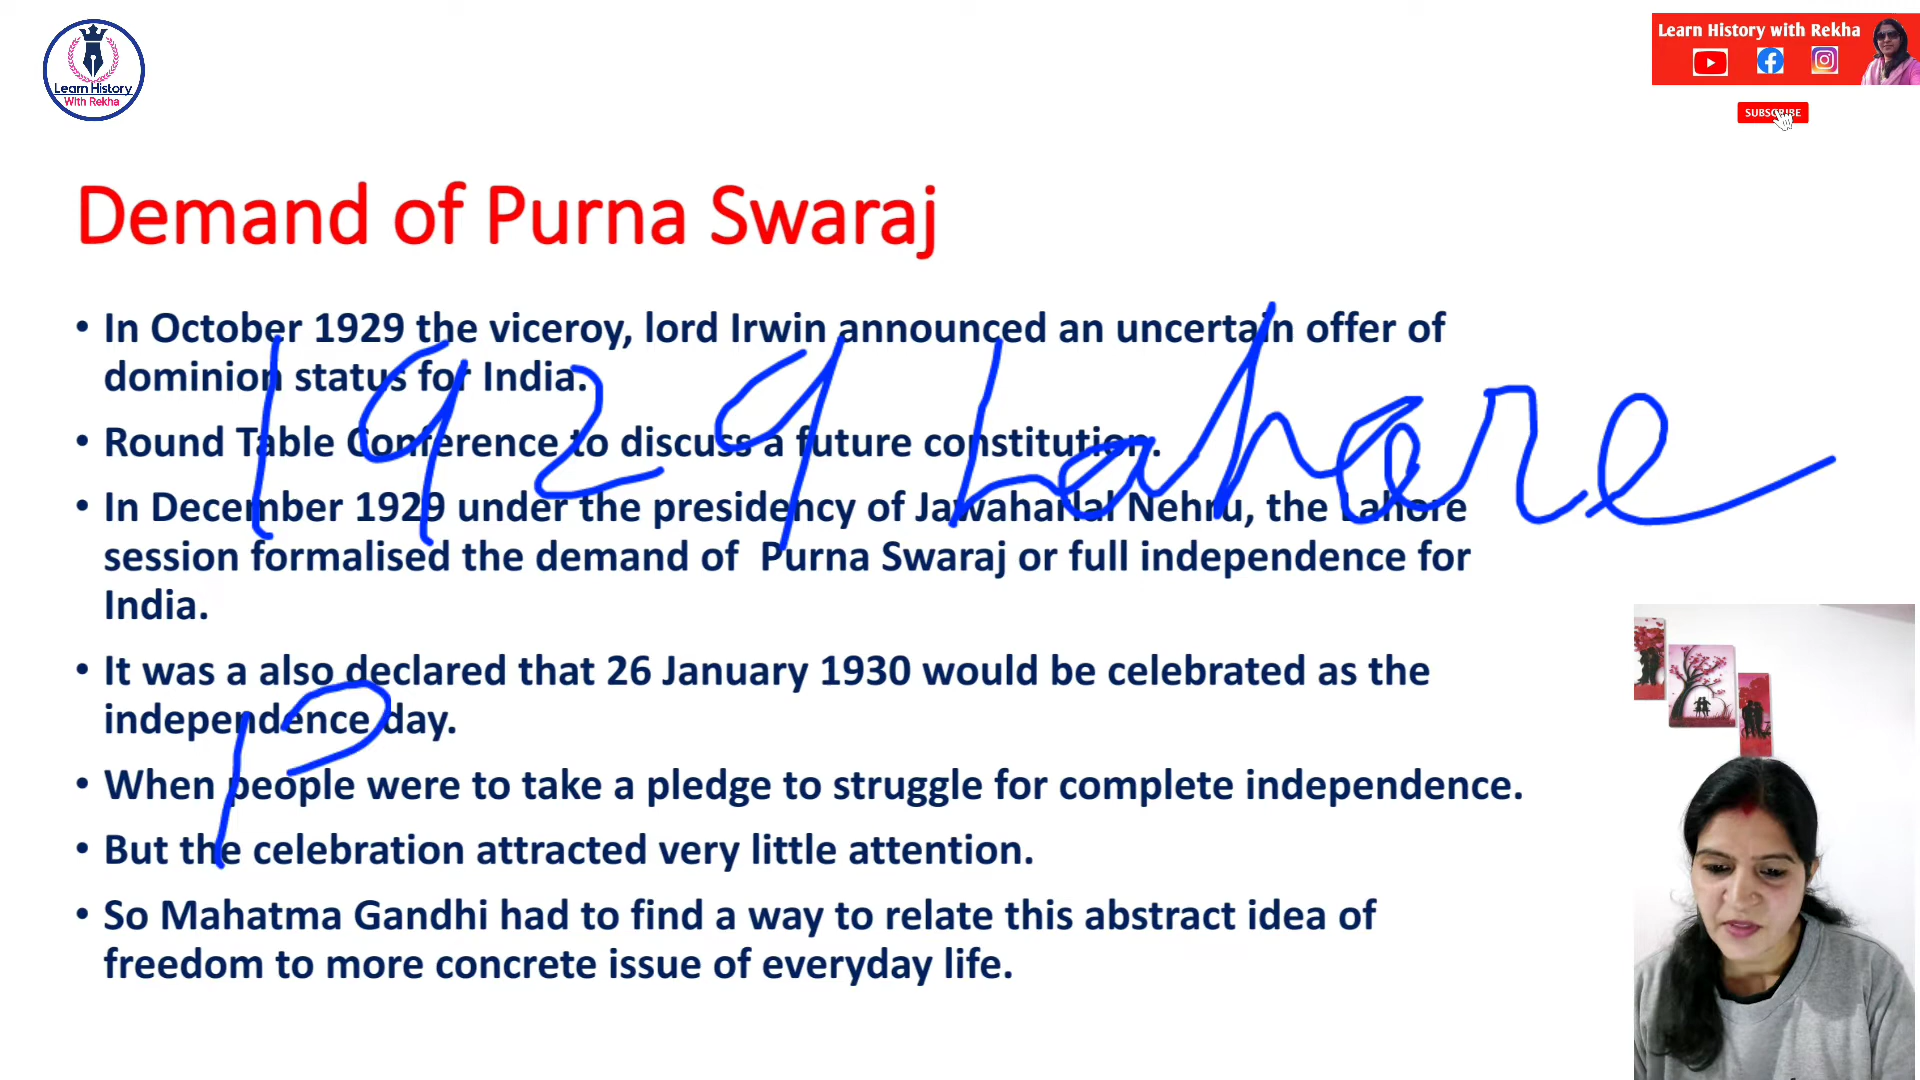 Learn History
With Rekha
Learn History with Rekha
SUBSCRIBE
Demand of Purna Swaraj
• In October 1929 the viceroy, lord Irwin announced an uncertain offer of
dominion status for India.
• Round Table Conference to discuss a future constitution.
• In December 1929 under the presidency of Jawaharlal Nehru, the Lahore
session formalised the demand of Purna Swaraj or full independence for
India.
• It was a also declared that 26 January 1930 would be celebrated as the
independence day.
• When people were to take a pledge to struggle for complete independence.
• But the celebration attracted very little attention.
• So Mahatma Gandhi had to find a way to relate this abstract idea of
freedom to more concrete issue of everyday life.
1929 Lahore
P